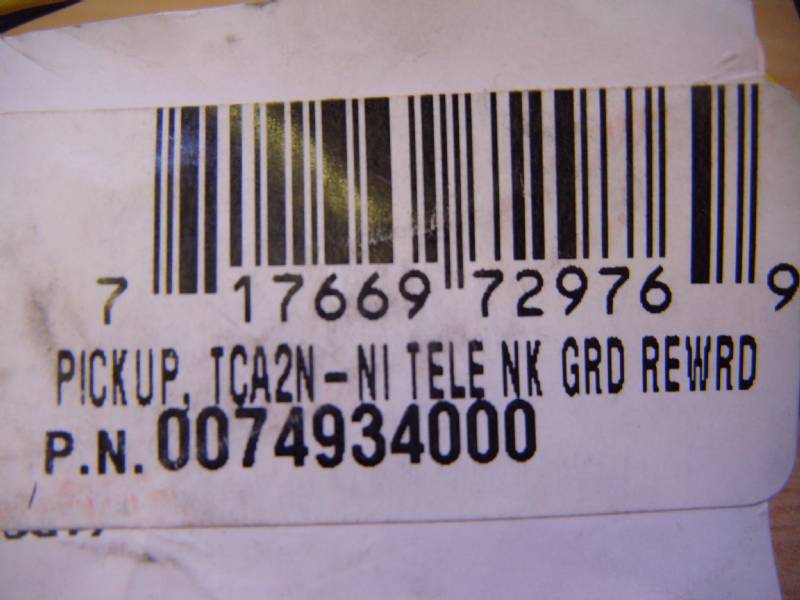 7 17669 72976 9
PICKUP, TCA2N-NI TELE NK GRD REWRD
P.N. 0074934000